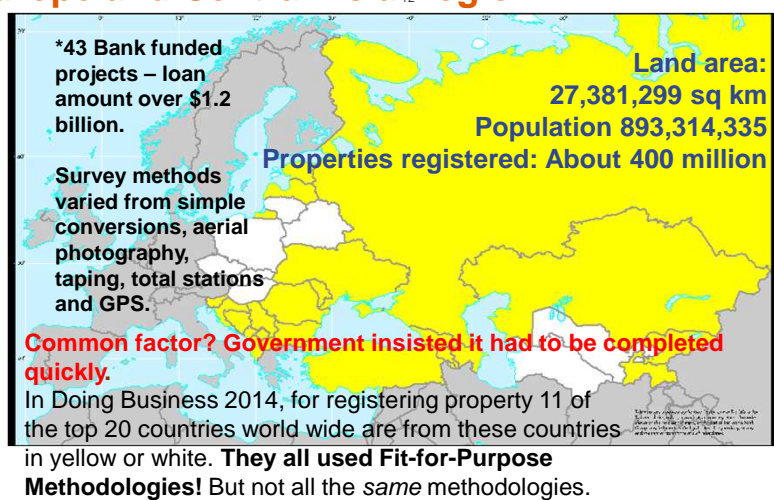 *43 Bank funded
projects – loan
amount over $1.2
billion.
Land area:
27,381,299 sq km
Population 893,314,335
Properties registered: About 400 million
Survey methods
varied from simple
conversions, aerial
photography,
taping, total stations
and GPS.
Common factor? Government insisted it had to be completed
quickly.
In Doing Business 2014, for registering property 11 of
the top 20 countries world wide are from these countries
in yellow or white. They all used Fit-for-Purpose
Methodologies! But not all the same methodologies.